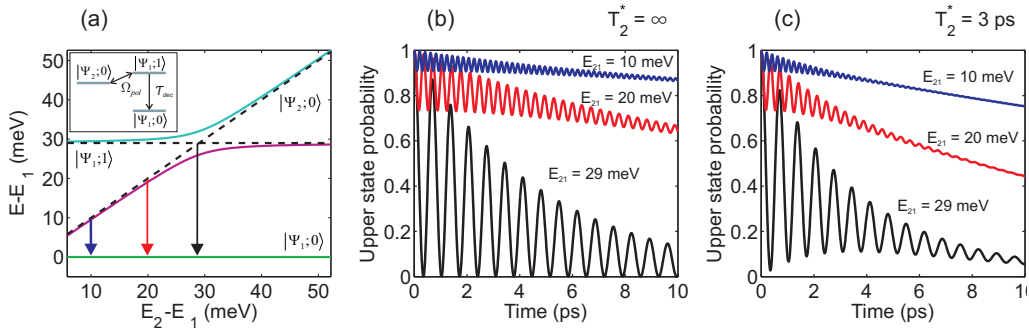 (a)
E-E₁ (meV)
50
40
30
20
10
0
|Ψ₂;0⟩
|Ψ₁;1⟩
Ω_pol
τ_dec
|Ψ₁;0⟩
|Ψ₂;0⟩
|Ψ₁;1⟩
|Ψ₁;0⟩
10 20 30 40 50
E₂-E₁ (meV)
(b) T₂* = ∞
Upper state probability
1
0.8
0.6
0.4
0.2
0
E₂₁ = 10 meV
E₂₁ = 20 meV
E₂₁ = 29 meV
0 2 4 6 8 10
Time (ps)
(c) T₂* = 3 ps
Upper state probability
1
0.8
0.6
0.4
0.2
0
E₂₁ = 10 meV
E₂₁ = 20 meV
E₂₁ = 29 meV
0 2 4 6 8 10
Time (ps)